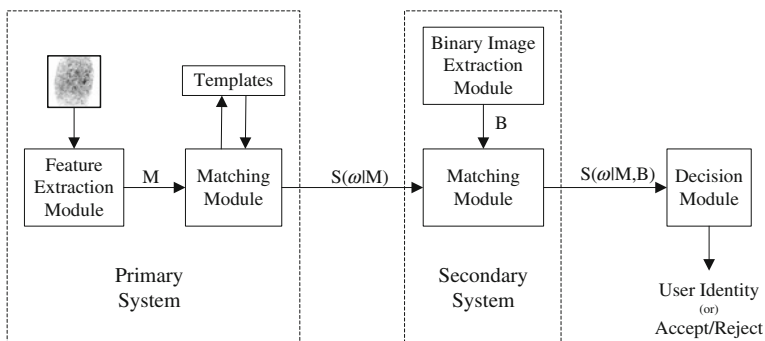 Templates
Feature
Extraction
Module
M
Matching
Module
S(ω|M)
Primary
System
Binary Image
Extraction
Module
B
Matching
Module
S(ω|M,B)
Secondary
System
Decision
Module
User Identity
(or)
Accept/Reject